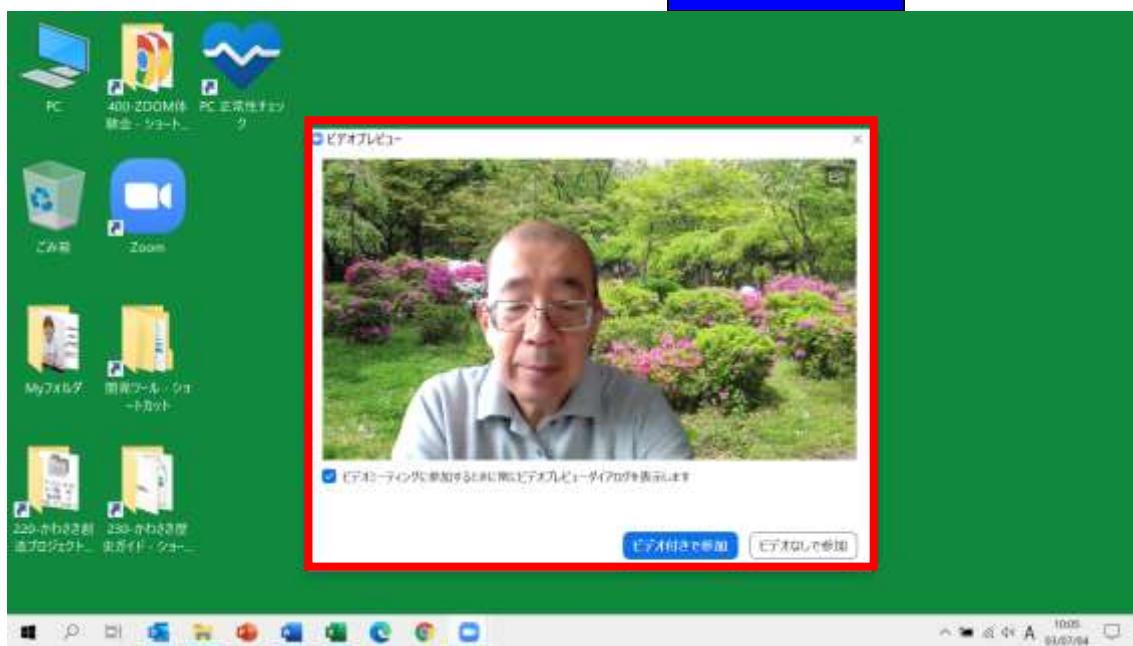 PC
400-ZOOM体
験会 - ショート...
PC 正常性チェッ
ク
ごみ箱
Zoom
Myフォルダ
開発ツール - ショ
ートカット
220-かわさき創
造プロジェクト...
230-かわさき歴
史ガイド - ショー...
ビデオプレビュー
ビデオミーティングに参加するときに常にビデオプレビューダイアログを表示します
ビデオ付きで参加
ビデオなしで参加
A
10:05
03/07/04